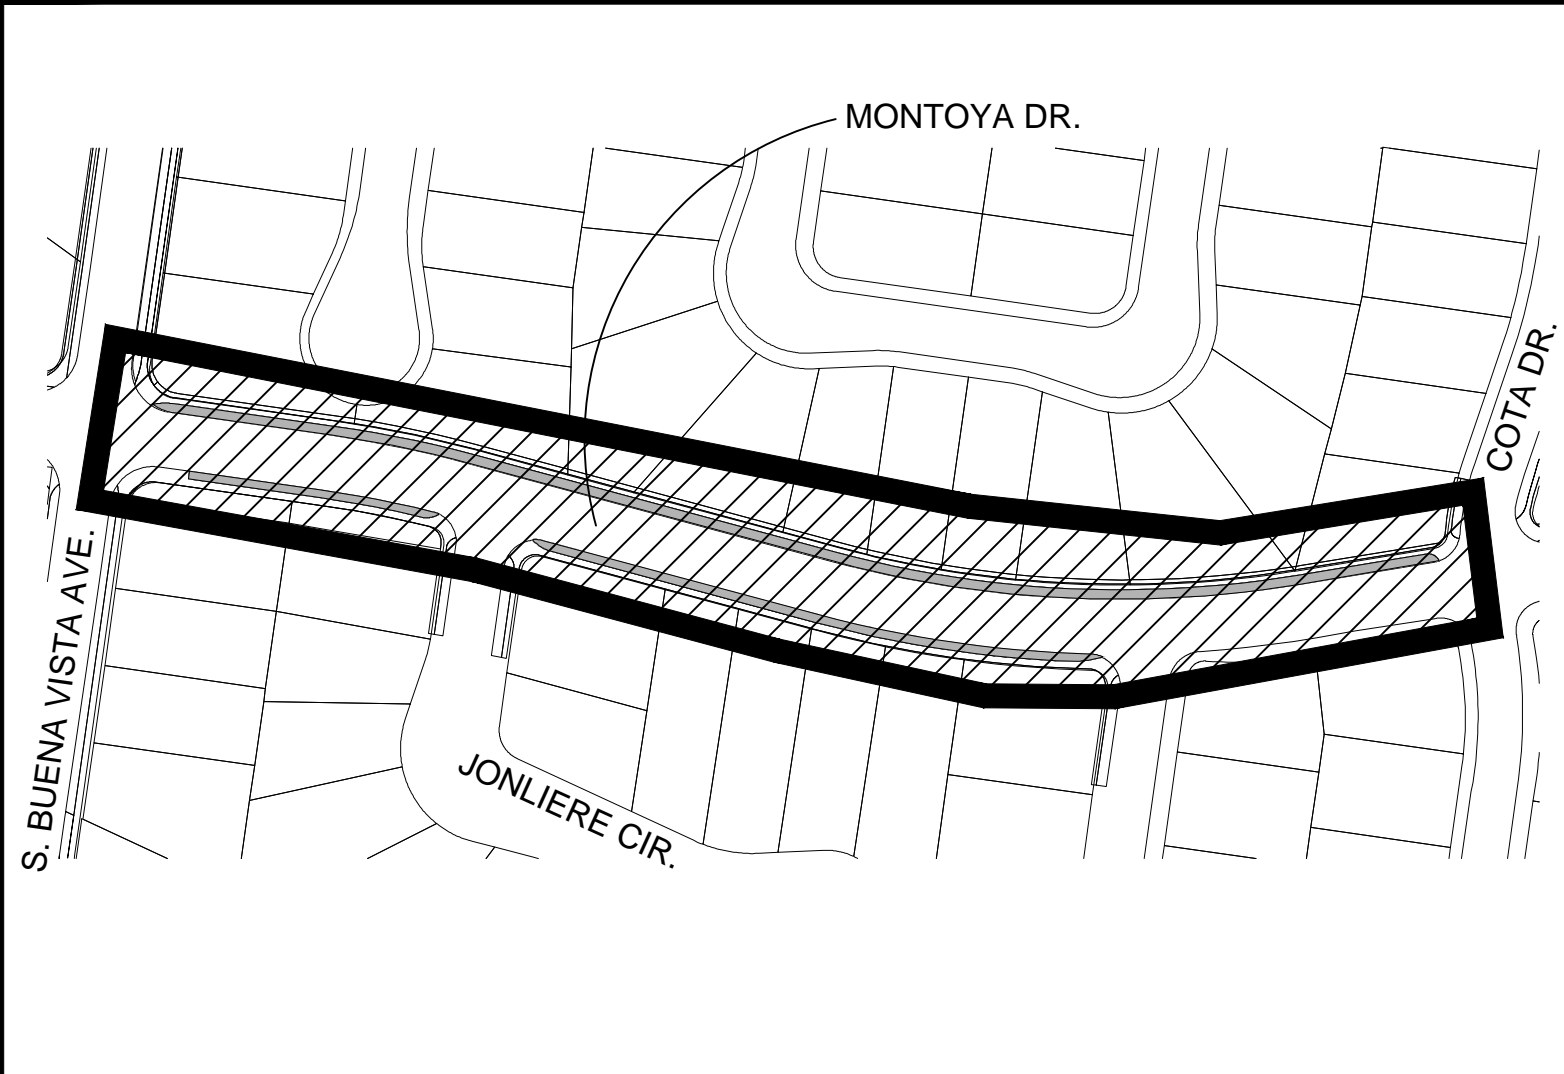 MONTOYA DR.
COTA DR.
S. BUENA VISTA AVE.
JONLIERE CIR.